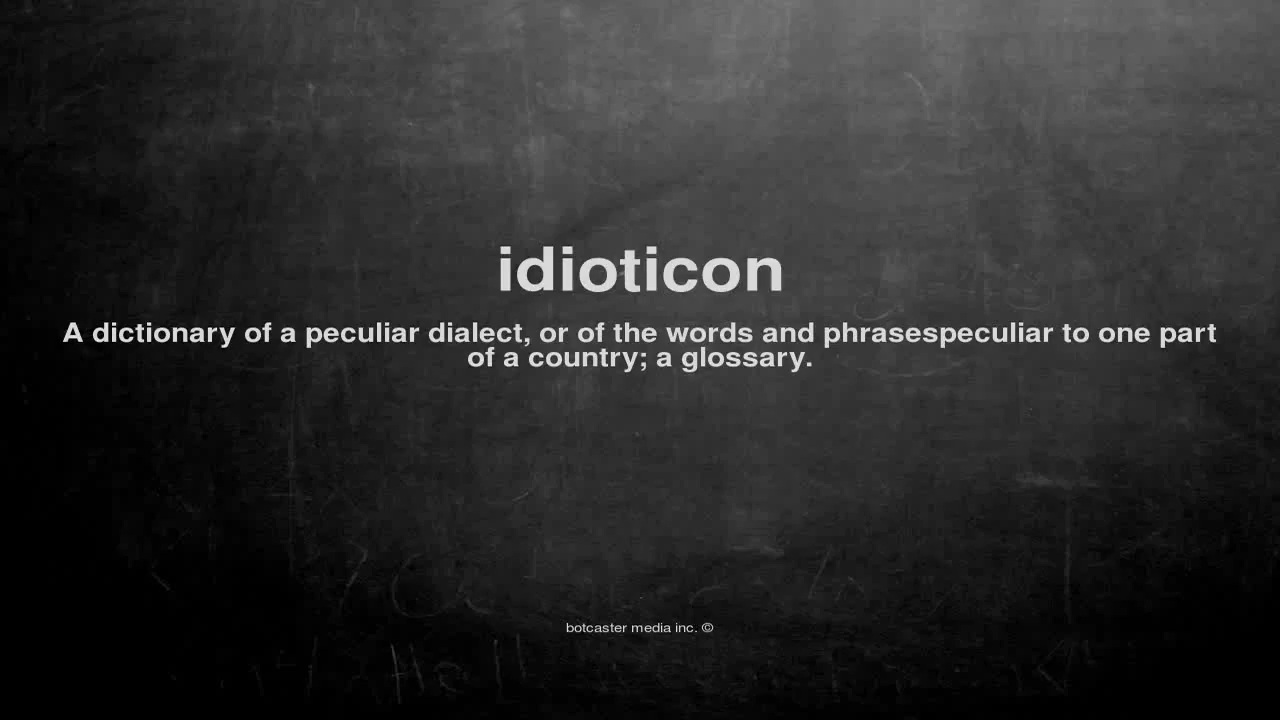 idioticon
A dictionary of a peculiar dialect, or of the words and phrasespeculiar to one part
of a country; a glossary.
botcaster media inc. ©